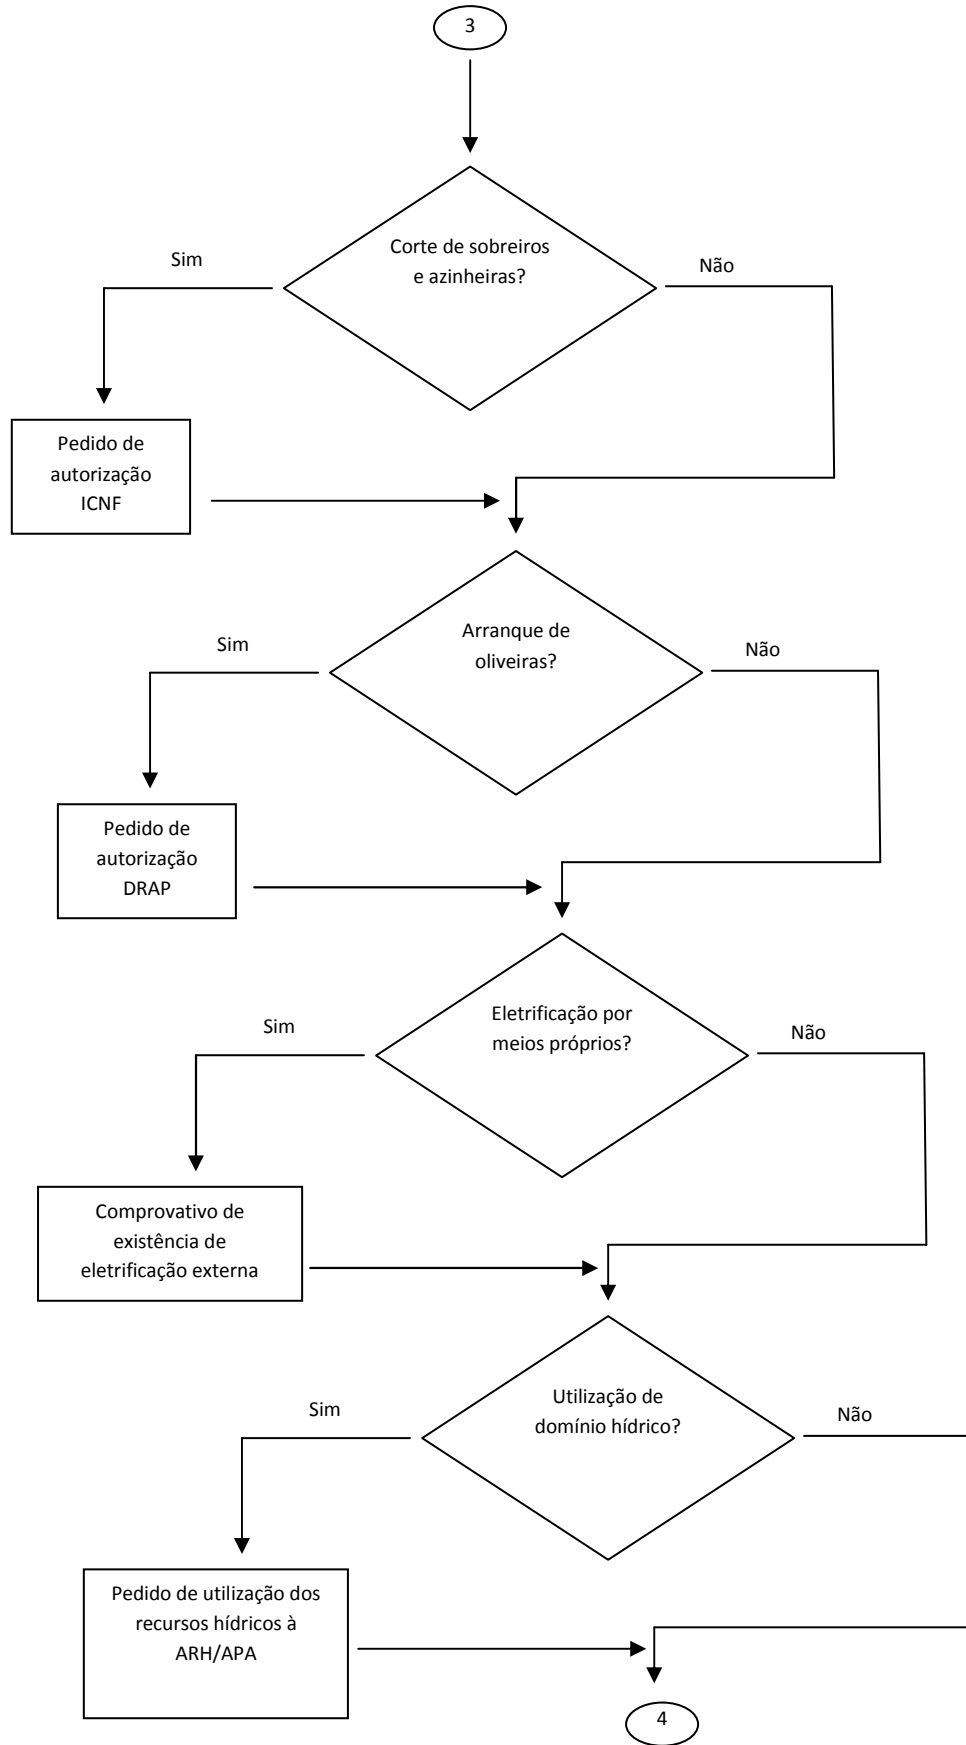 3
Corte de sobreiros
e azinheiras?
Sim
Não
Pedido de
autorização
ICNF
Arranque de
oliveiras?
Sim
Não
Pedido de
autorização
DRAP
Eletrificação por
meios próprios?
Sim
Não
Comprovativo de
existência de
eletrificação externa
Utilização de
domínio hídrico?
Sim
Não
Pedido de utilização dos
recursos hídricos à
ARH/APA
4